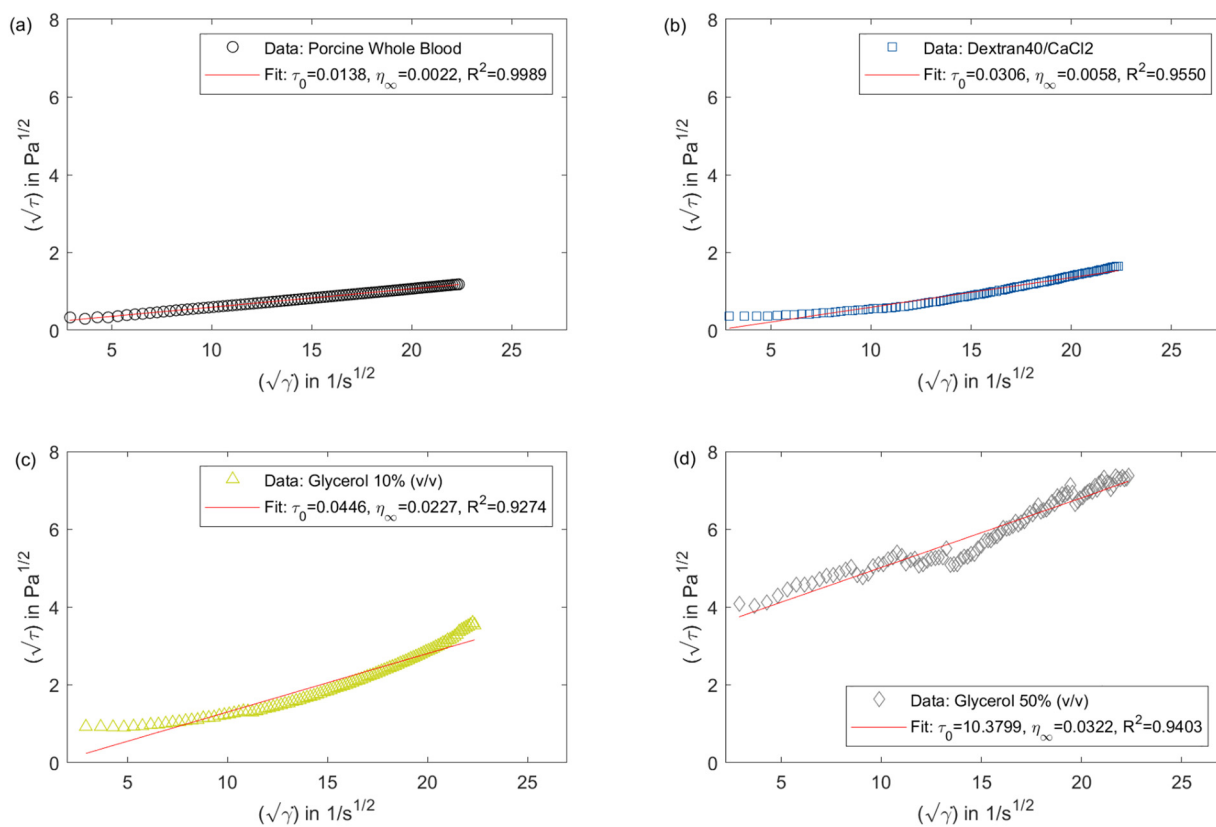 (a)
Data: Porcine Whole Blood
Fit: τ0=0.0138, η∞=0.0022, R2=0.9989
8
6
4
2
0
(√τ) in Pa1/2
5 10 15 20 25
(√γ̇) in 1/s1/2
(b)
Data: Dextran40/CaCl2
Fit: τ0=0.0306, η∞=0.0058, R2=0.9550
8
6
4
2
0
(√τ) in Pa1/2
5 10 15 20 25
(√γ̇) in 1/s1/2
(c)
Data: Glycerol 10% (v/v)
Fit: τ0=0.0446, η∞=0.0227, R2=0.9274
8
6
4
2
0
(√τ) in Pa1/2
5 10 15 20 25
(√γ̇) in 1/s1/2
(d)
8
6
4
2
0
(√τ) in Pa1/2
Data: Glycerol 50% (v/v)
Fit: τ0=10.3799, η∞=0.0322, R2=0.9403
5 10 15 20 25
(√γ̇) in 1/s1/2